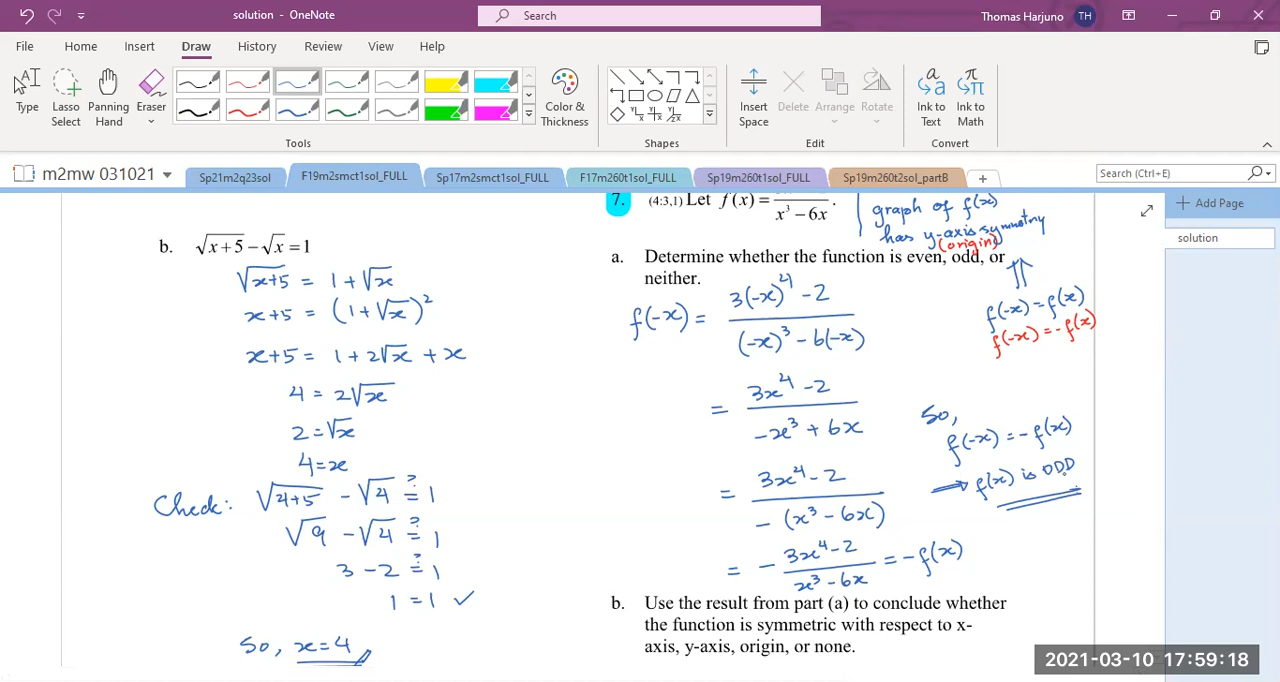 solution - OneNote
Search
Thomas Harjuno TH
File Home Insert Draw History Review View Help
Type
Lasso Select
Panning Hand
Eraser
Color & Thickness
Insert Space
Delete
Arrange
Rotate
Ink to Text
Ink to Math
Tools Shapes Edit Convert
m2mw 031021
Sp21m2q23sol F19m2smct1sol_FULL Sp17m2smct1sol_FULL F17m260t1sol_FULL Sp19m260t1sol_FULL Sp19m260t2sol_partB
Search (Ctrl+E)
Add Page
solution
b. √(x+5) − √x = 1
√(x+5) = 1 + √x
x+5 = (1+√x)²
x+5 = 1 + 2√x + x
4 = 2√x
2 = √x
4 = x
Check: √(4+5) − √4 ≟ 1
√9 − √4 ≟ 1
3 − 2 ≟ 1
1 = 1 ✓
So, x = 4
7. (4:3,1) Let f(x) = / x³ − 6x .
graph of f(x)
has y-axis symmetry
(origin)
⇑
f(-x) = f(x)
f(-x) = -f(x)
a. Determine whether the function is even, odd, or
neither.
f(-x) = (3(-x)⁴ − 2) / ((-x)³ − 6(-x))
= (3x⁴ − 2) / (-x³ + 6x)
= (3x⁴ − 2) / (-(x³ − 6x))
= - (3x⁴ − 2) / (x³ − 6x) = -f(x)
So,
f(-x) = -f(x)
⟹ f(x) is ODD
b. Use the result from part (a) to conclude whether
the function is symmetric with respect to x-
axis, y-axis, origin, or none.
2021-03-10 17:59:18